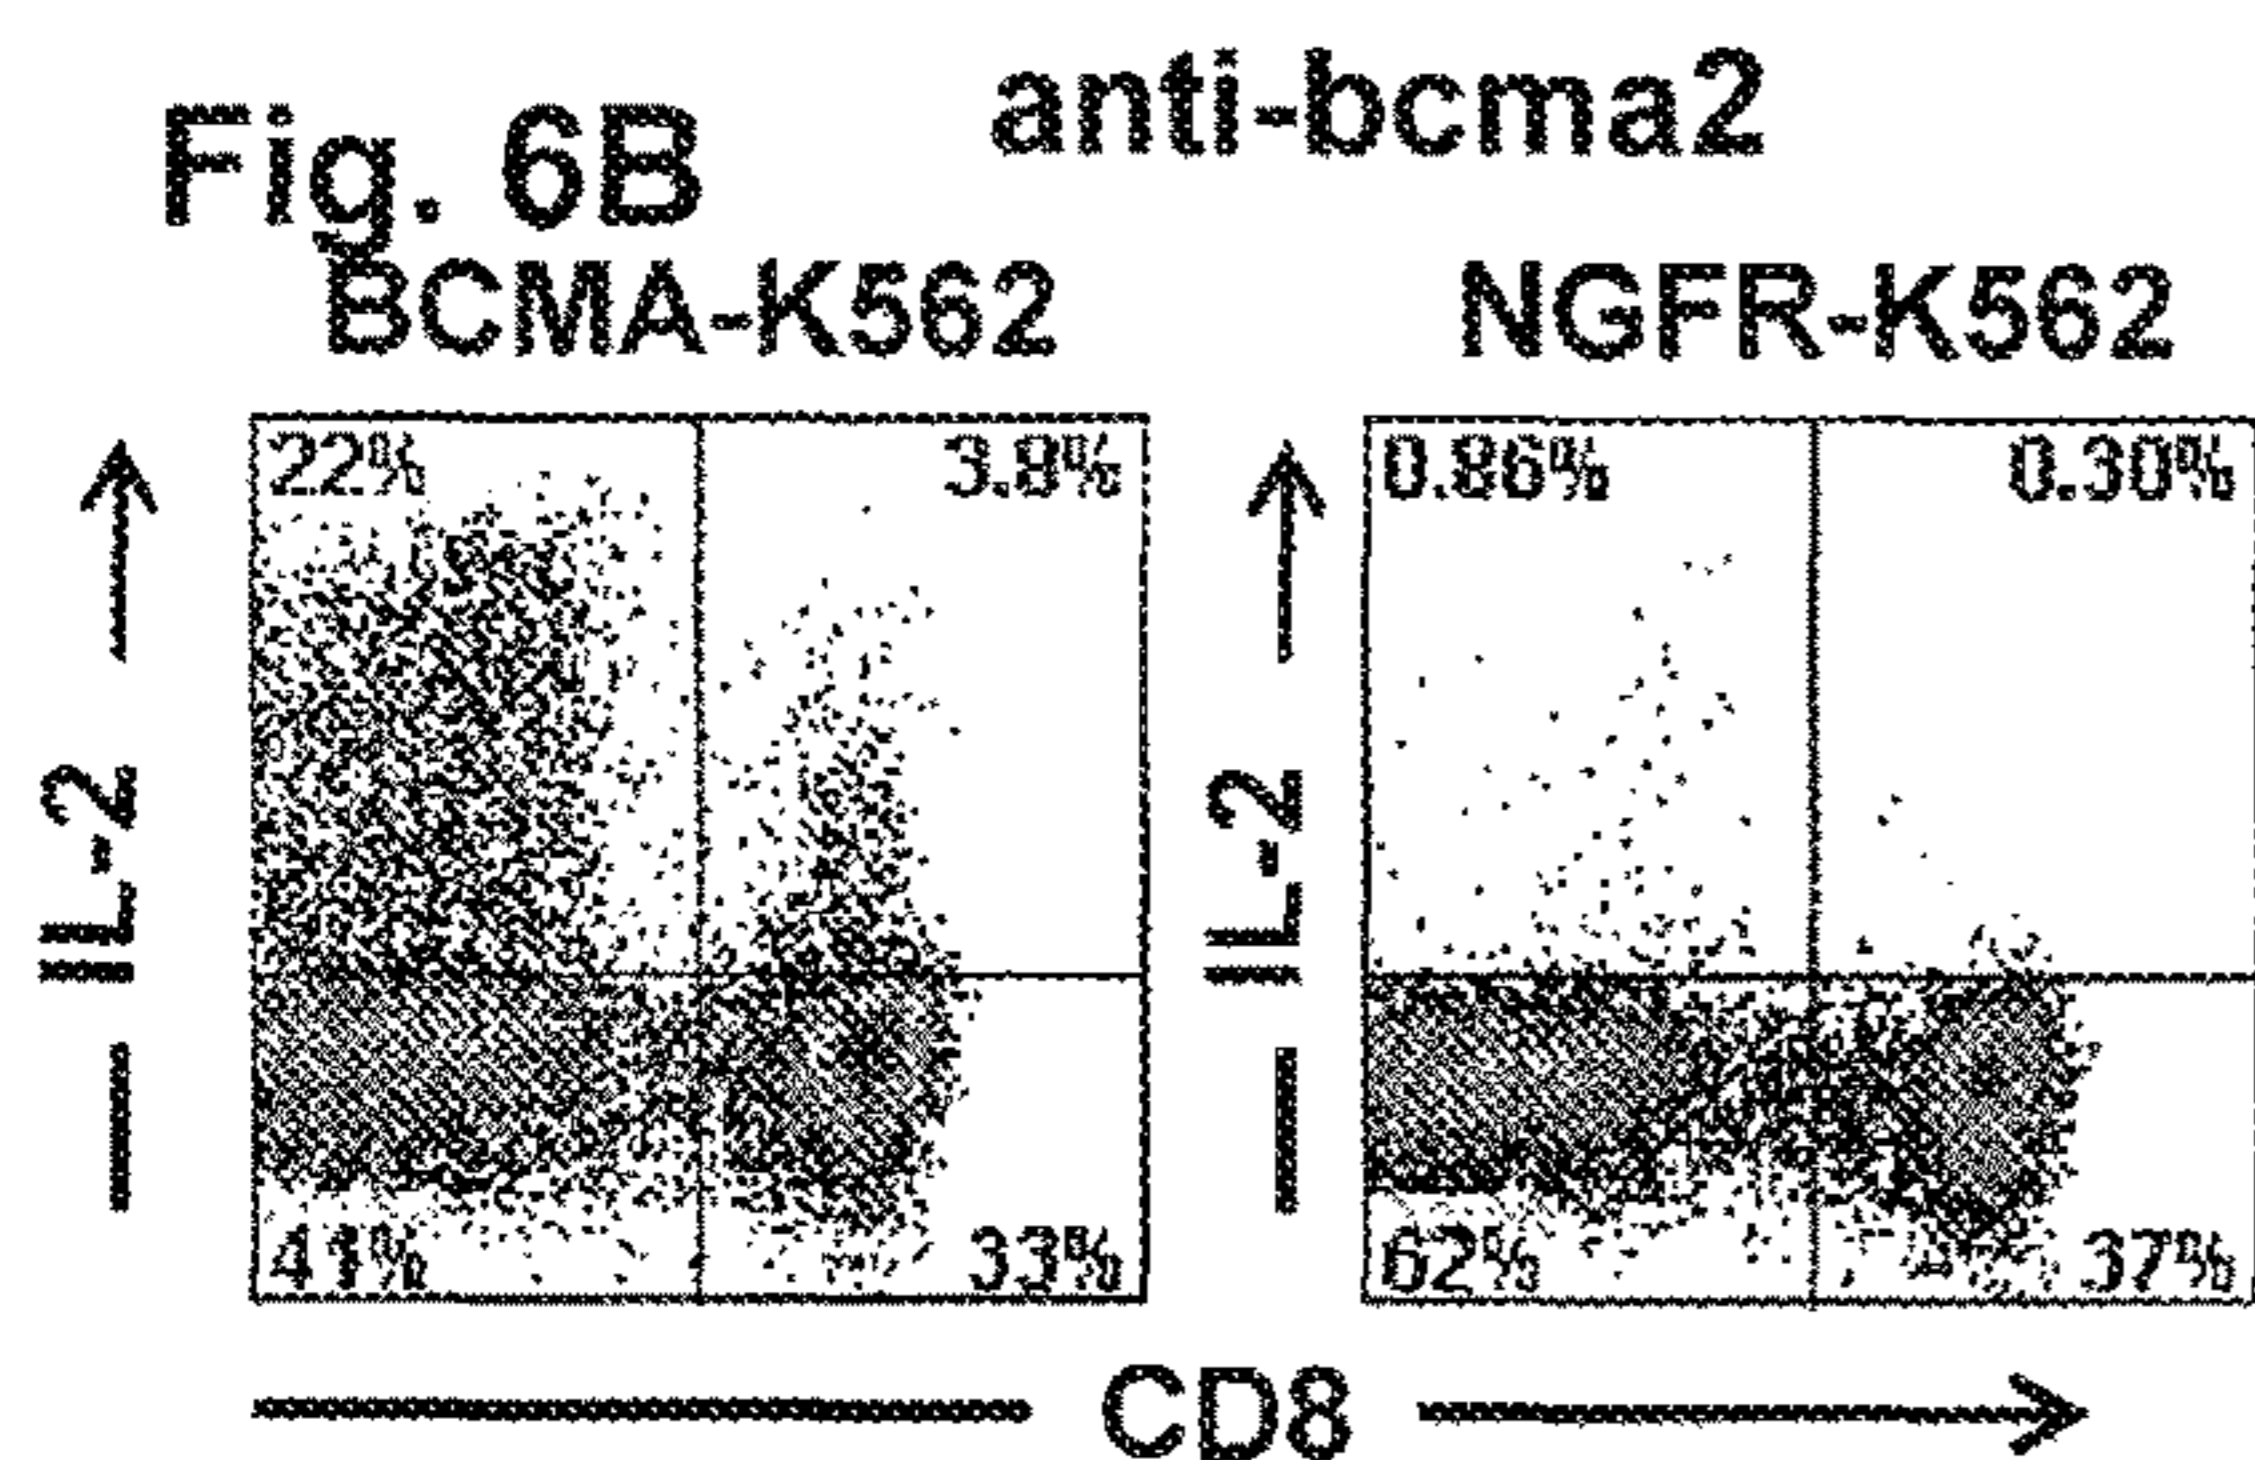 Fig. 6B
anti-bcma2
BCMA-K562
NGFR-K562
22%
3.8%
0.86%
0.30%
IL-2
IL-2
41%
33%
62%
37%
CD8